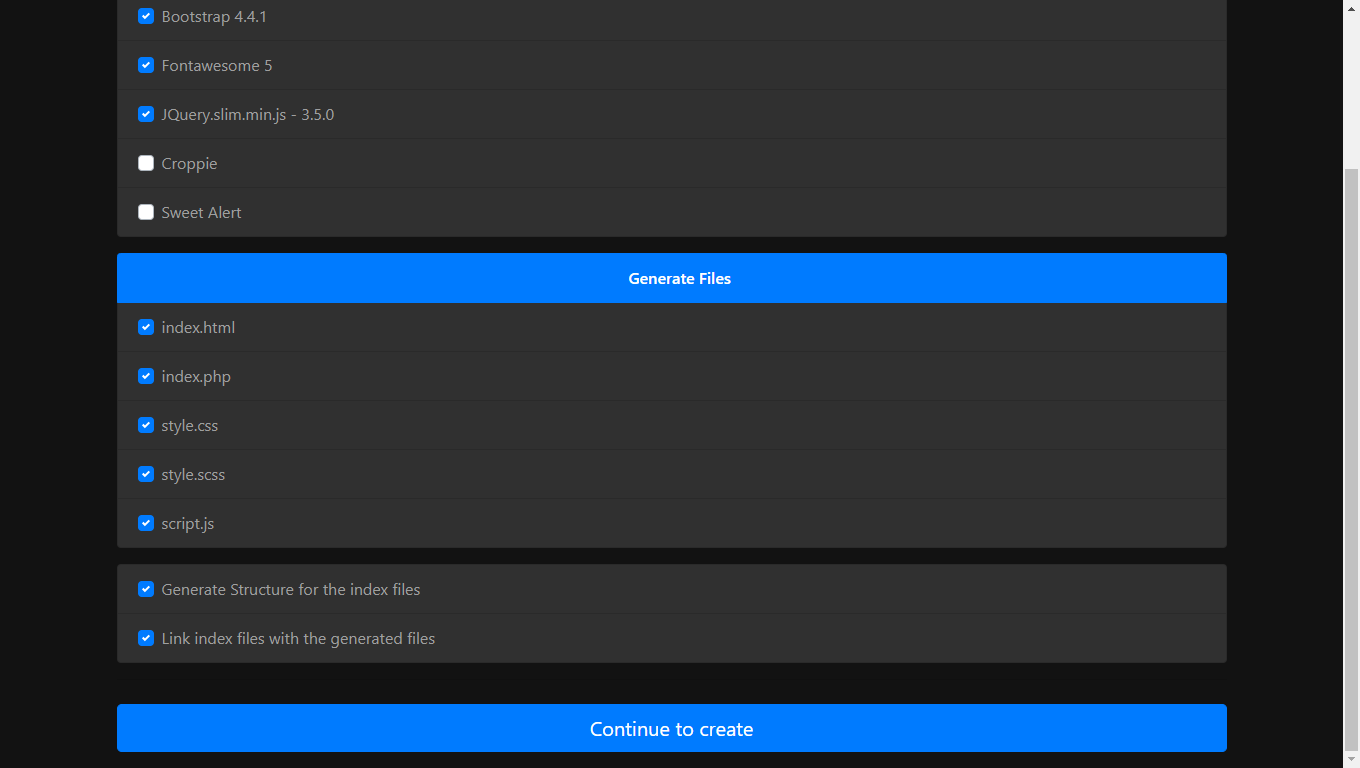 Bootstrap 4.4.1
Fontawesome 5
JQuery.slim.min.js - 3.5.0
Croppie
Sweet Alert
Generate Files
index.html
index.php
style.css
style.scss
script.js
Generate Structure for the index files
Link index files with the generated files
Continue to create